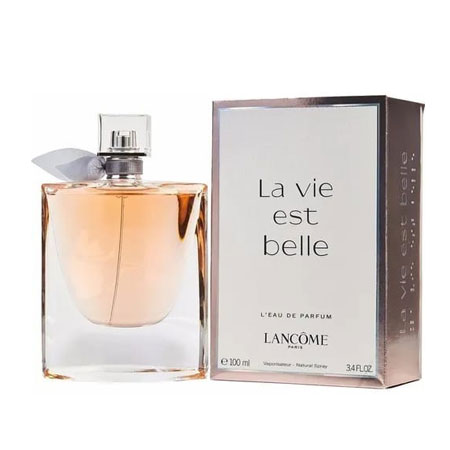 La vie
est
belle
L'EAU DE PARFUM
LANCÔME
PARIS
℮ 100 ml
Vaporisateur - Natural Spray
3.4 FL.OZ.
La vie est belle